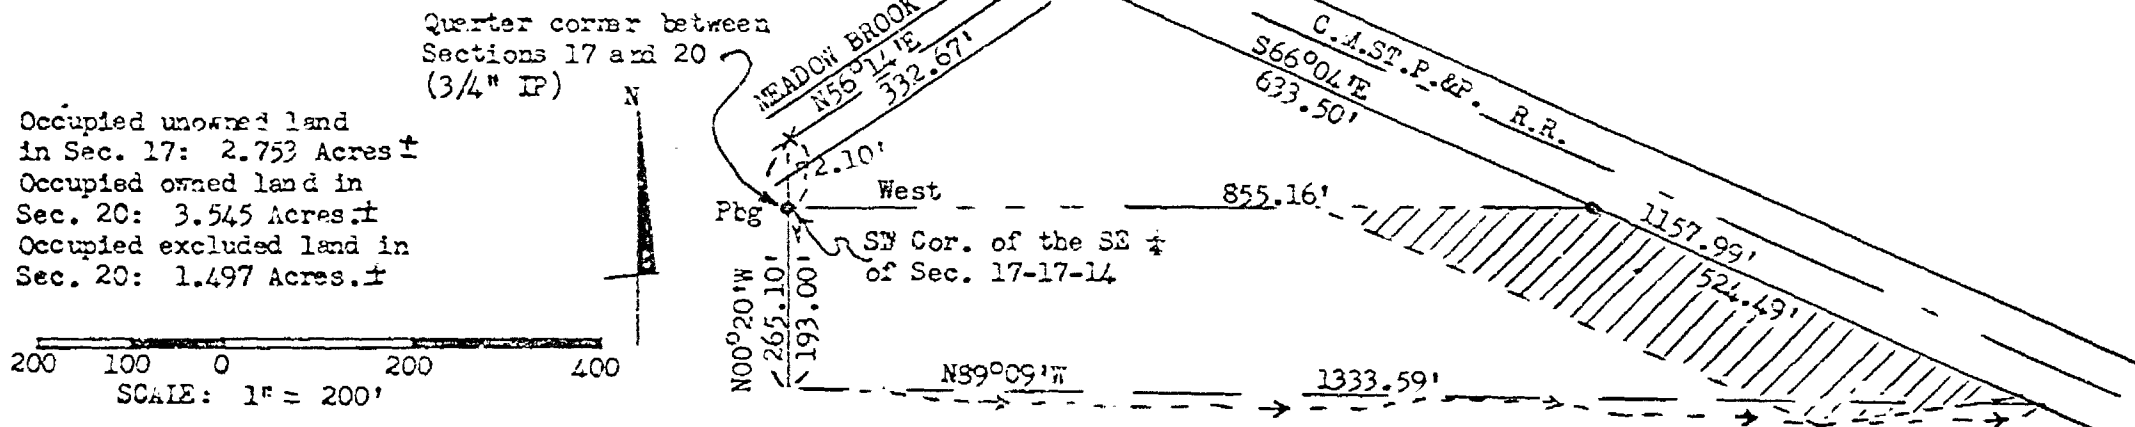 Quarter corner between
Sections 17 and 20
(3/4" IP)
N
Occupied unowned land
in Sec. 17: 2.753 Acres ±
Occupied owned land in
Sec. 20: 3.545 Acres.±
Occupied excluded land in
Sec. 20: 1.497 Acres.±
200 100 0 200 400
SCALE: 1" = 200'
MEADOW BROOK
N56°14'E
332.67'
72.10'
C.M.ST.P.&P. R.R.
S66°04'E
633.50'
West 855.16'
Pbg
SW Cor. of the SE ¼
of Sec. 17-17-14
1157.99'
524.49'
N00°20'W
265.10'
193.00'
N89°09'W 1333.59'